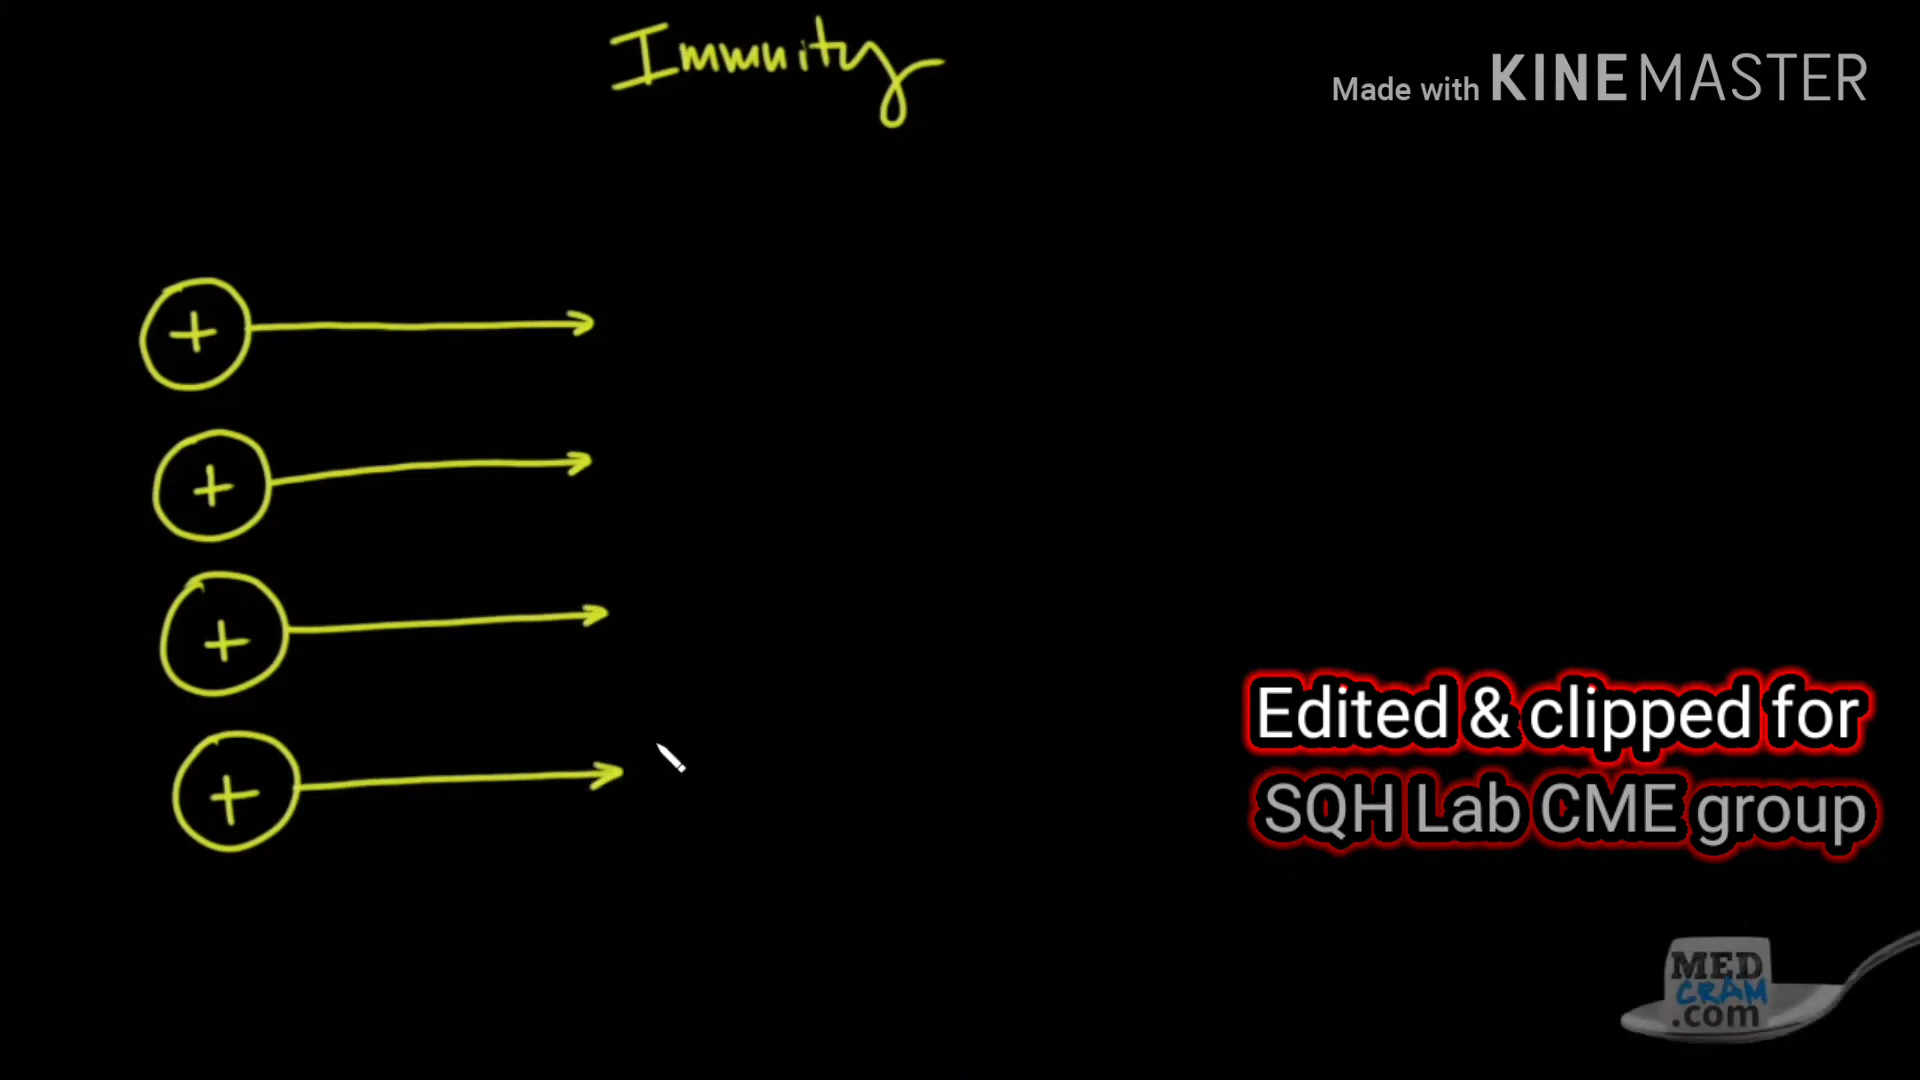 Immunity
Made with KINEMASTER
+
+
+
+
Edited & clipped for
SQH Lab CME group
MED
CRAM
.com